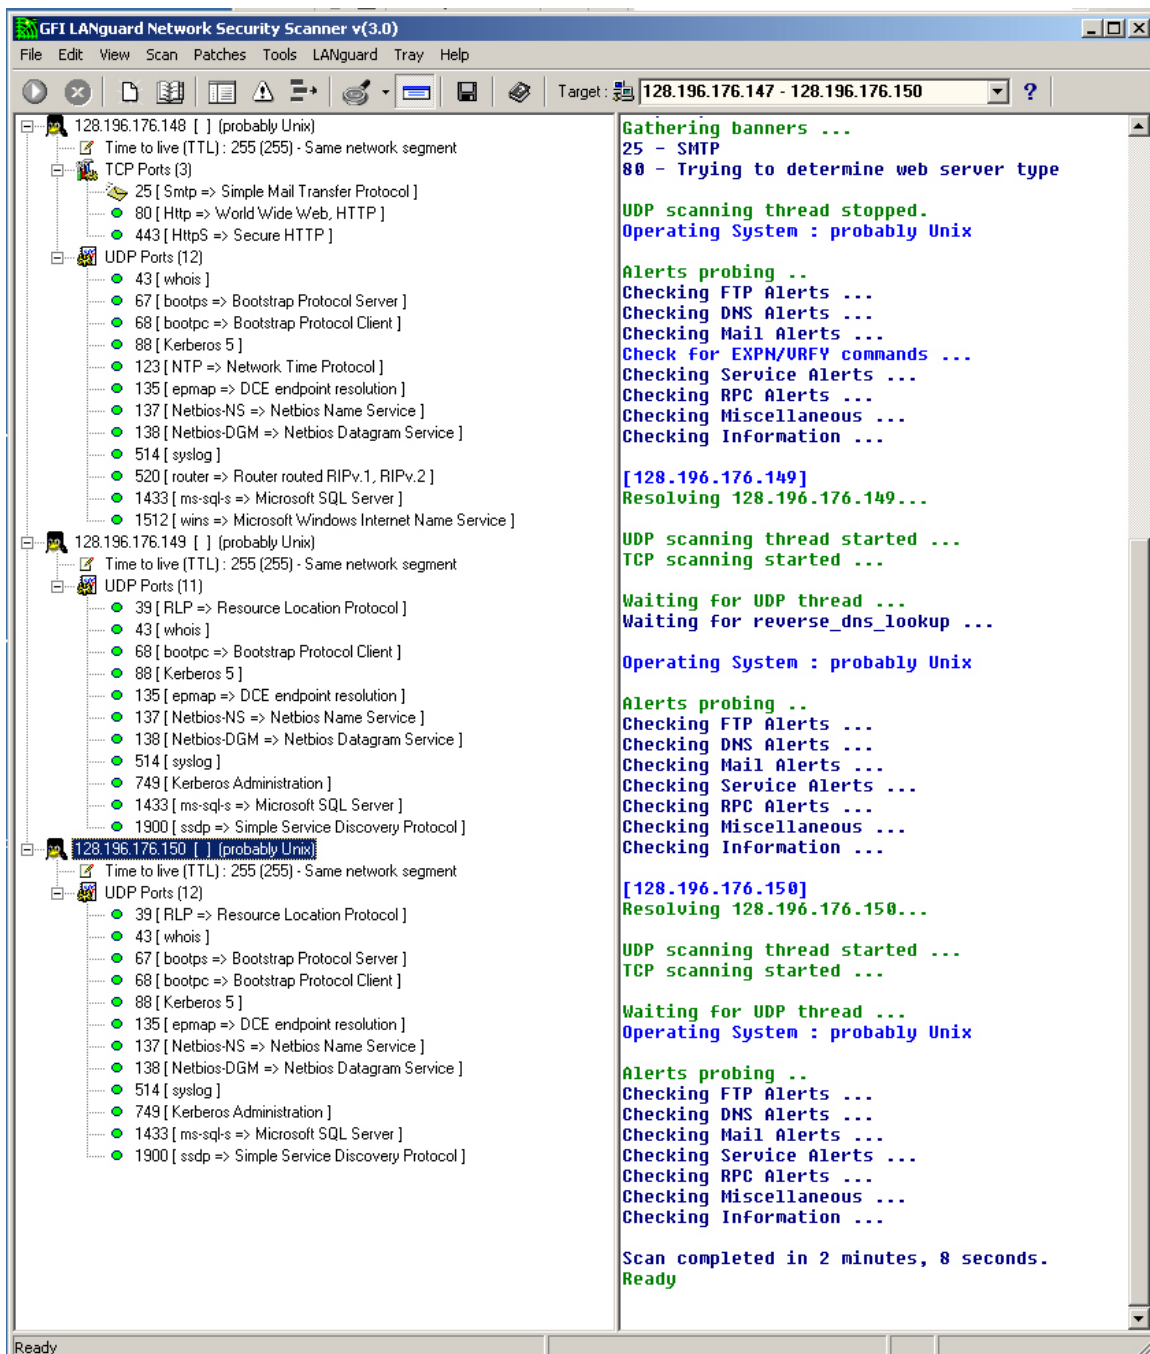 GFI LANguard Network Security Scanner v(3.0)
File Edit View Scan Patches Tools LANguard Tray Help
Target : 128.196.176.147 - 128.196.176.150
128.196.176.148 [ ] (probably Unix)
Time to live (TTL) : 255 (255) - Same network segment
TCP Ports (3)
25 [ Smtp => Simple Mail Transfer Protocol ]
80 [ Http => World Wide Web, HTTP ]
443 [ HttpS => Secure HTTP ]
UDP Ports (12)
43 [ whois ]
67 [ bootps => Bootstrap Protocol Server ]
68 [ bootpc => Bootstrap Protocol Client ]
88 [ Kerberos 5 ]
123 [ NTP => Network Time Protocol ]
135 [ epmap => DCE endpoint resolution ]
137 [ Netbios-NS => Netbios Name Service ]
138 [ Netbios-DGM => Netbios Datagram Service ]
514 [ syslog ]
520 [ router => Router routed RIPv.1, RIPv.2 ]
1433 [ ms-sql-s => Microsoft SQL Server ]
1512 [ wins => Microsoft Windows Internet Name Service ]
128.196.176.149 [ ] (probably Unix)
Time to live (TTL) : 255 (255) - Same network segment
UDP Ports (11)
39 [ RLP => Resource Location Protocol ]
43 [ whois ]
68 [ bootpc => Bootstrap Protocol Client ]
88 [ Kerberos 5 ]
135 [ epmap => DCE endpoint resolution ]
137 [ Netbios-NS => Netbios Name Service ]
138 [ Netbios-DGM => Netbios Datagram Service ]
514 [ syslog ]
749 [ Kerberos Administration ]
1433 [ ms-sql-s => Microsoft SQL Server ]
1900 [ ssdp => Simple Service Discovery Protocol ]
128.196.176.150 [ ] (probably Unix)
Time to live (TTL) : 255 (255) - Same network segment
UDP Ports (12)
39 [ RLP => Resource Location Protocol ]
43 [ whois ]
67 [ bootps => Bootstrap Protocol Server ]
68 [ bootpc => Bootstrap Protocol Client ]
88 [ Kerberos 5 ]
135 [ epmap => DCE endpoint resolution ]
137 [ Netbios-NS => Netbios Name Service ]
138 [ Netbios-DGM => Netbios Datagram Service ]
514 [ syslog ]
749 [ Kerberos Administration ]
1433 [ ms-sql-s => Microsoft SQL Server ]
1900 [ ssdp => Simple Service Discovery Protocol ]
Gathering banners ...
25 - SMTP
80 - Trying to determine web server type
UDP scanning thread stopped.
Operating System : probably Unix
Alerts probing ..
Checking FTP Alerts ...
Checking DNS Alerts ...
Checking Mail Alerts ...
Check for EXPN/VRFY commands ...
Checking Service Alerts ...
Checking RPC Alerts ...
Checking Miscellaneous ...
Checking Information ...
[128.196.176.149]
Resolving 128.196.176.149...
UDP scanning thread started ...
TCP scanning started ...
Waiting for UDP thread ...
Waiting for reverse_dns_lookup ...
Operating System : probably Unix
Alerts probing ..
Checking FTP Alerts ...
Checking DNS Alerts ...
Checking Mail Alerts ...
Checking Service Alerts ...
Checking RPC Alerts ...
Checking Miscellaneous ...
Checking Information ...
[128.196.176.150]
Resolving 128.196.176.150...
UDP scanning thread started ...
TCP scanning started ...
Waiting for UDP thread ...
Operating System : probably Unix
Alerts probing ..
Checking FTP Alerts ...
Checking DNS Alerts ...
Checking Mail Alerts ...
Checking Service Alerts ...
Checking RPC Alerts ...
Checking Miscellaneous ...
Checking Information ...
Scan completed in 2 minutes, 8 seconds.
Ready
Ready